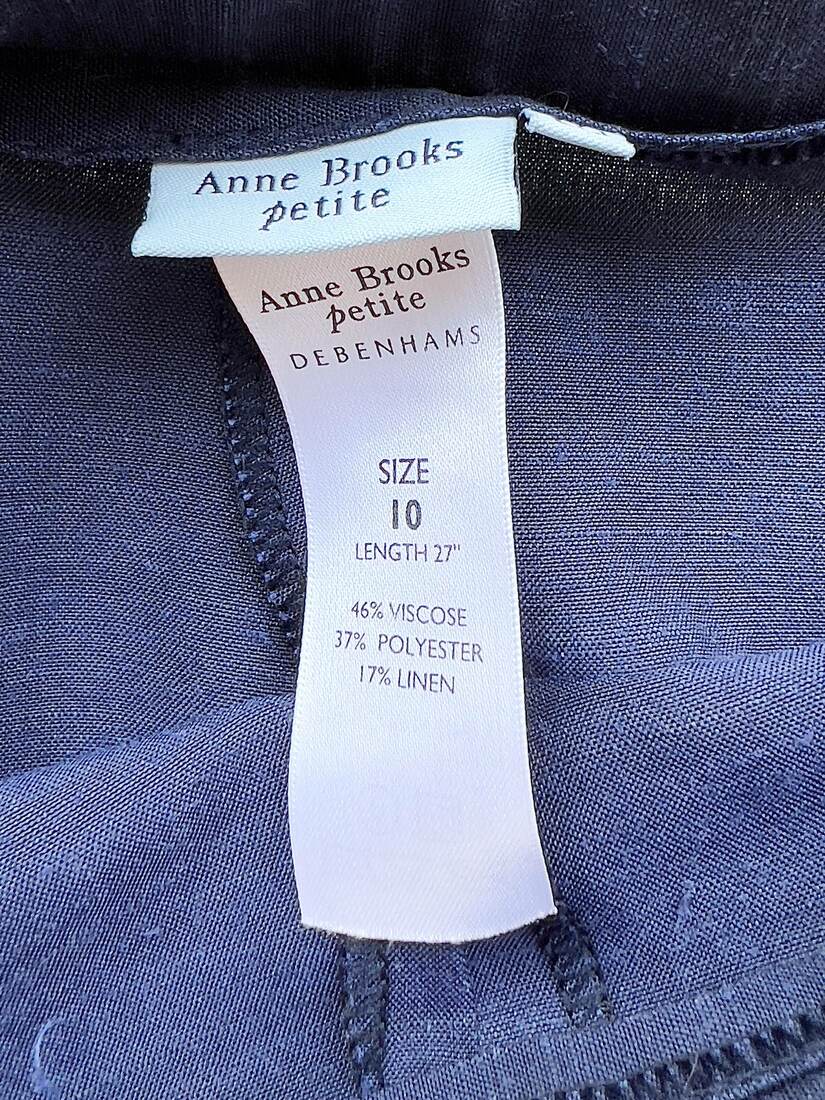 Anne Brooks
petite
Anne Brooks
petite
DEBENHAMS
SIZE
10
LENGTH 27"
46% VISCOSE
37% POLYESTER
17% LINEN